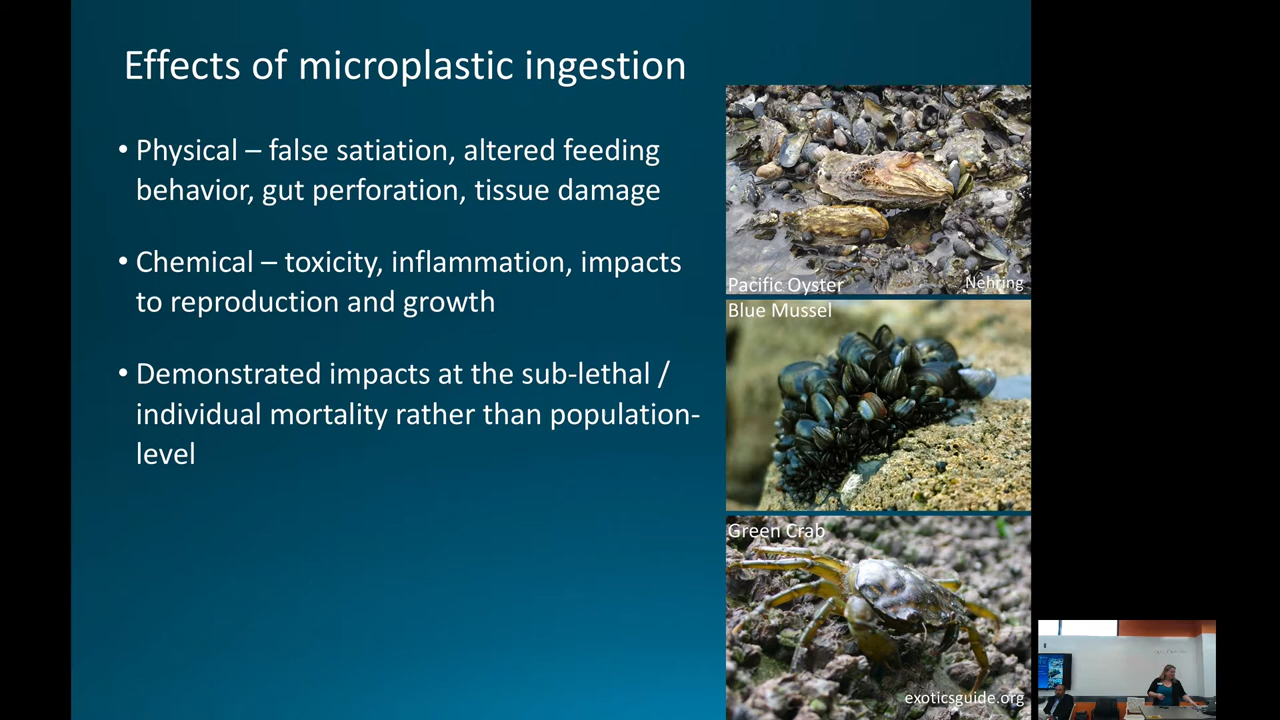 Effects of microplastic ingestion
• Physical – false satiation, altered feeding
behavior, gut perforation, tissue damage
• Chemical – toxicity, inflammation, impacts
to reproduction and growth
• Demonstrated impacts at the sub-lethal /
individual mortality rather than population-
level
Pacific Oyster
Nehring
Blue Mussel
Green Crab
exoticsguide.org